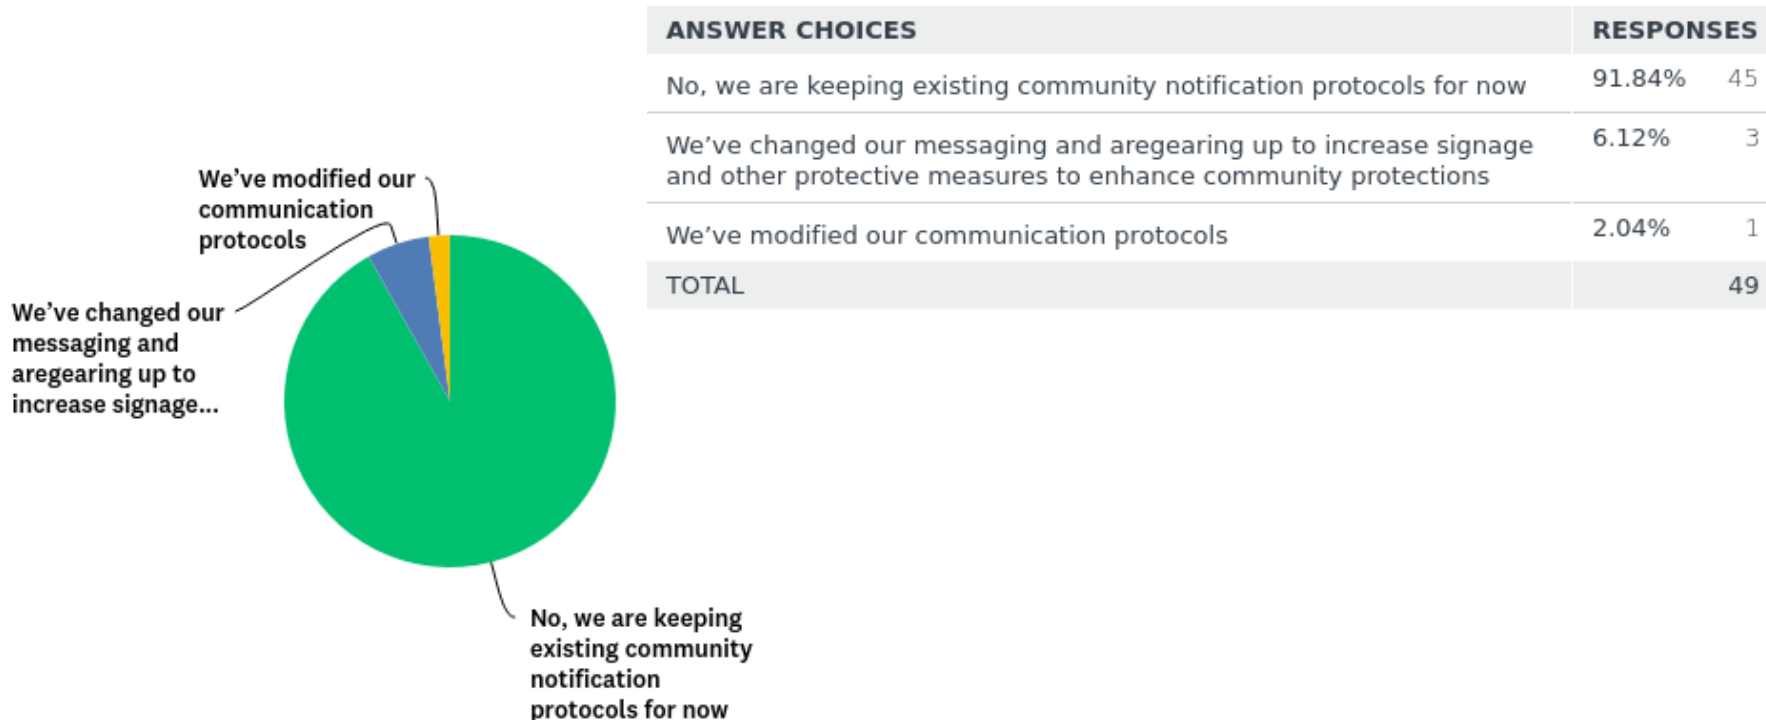 ANSWER CHOICES RESPONSES
No, we are keeping existing community notification protocols for now 91.84% 45
We’ve changed our messaging and aregearing up to increase signage 6.12% 3
and other protective measures to enhance community protections
We’ve modified our communication protocols 2.04% 1
TOTAL 49
We’ve modified our
communication
protocols
We’ve changed our
messaging and
aregearing up to
increase signage...
No, we are keeping
existing community
notification
protocols for now